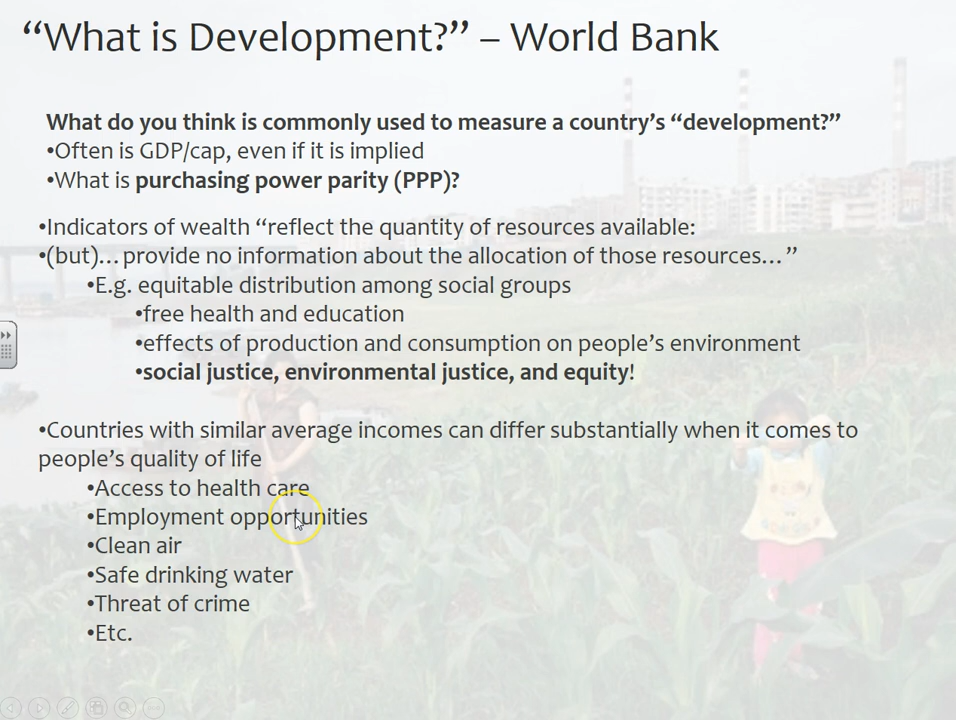 “What is Development?” – World Bank
What do you think is commonly used to measure a country’s “development?”
•Often is GDP/cap, even if it is implied
•What is purchasing power parity (PPP)?
•Indicators of wealth “reflect the quantity of resources available:
•(but)… provide no information about the allocation of those resources… ”
•E.g. equitable distribution among social groups
•free health and education
•effects of production and consumption on people’s environment
•social justice, environmental justice, and equity!
•Countries with similar average incomes can differ substantially when it comes to
people’s quality of life
•Access to health care
•Employment opportunities
•Clean air
•Safe drinking water
•Threat of crime
•Etc.